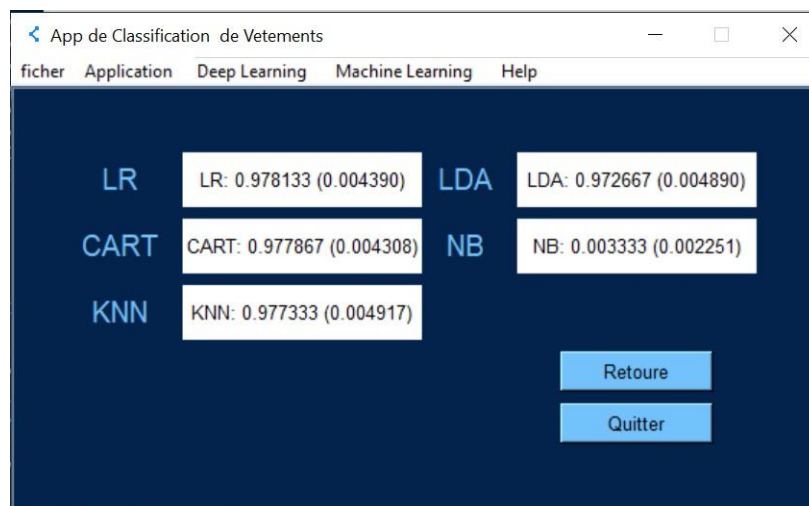 App de Classification de Vetements
ficher Application Deep Learning Machine Learning Help
LR LR: 0.978133 (0.004390) LDA LDA: 0.972667 (0.004890)
CART CART: 0.977867 (0.004308) NB NB: 0.003333 (0.002251)
KNN KNN: 0.977333 (0.004917)
Retoure
Quitter